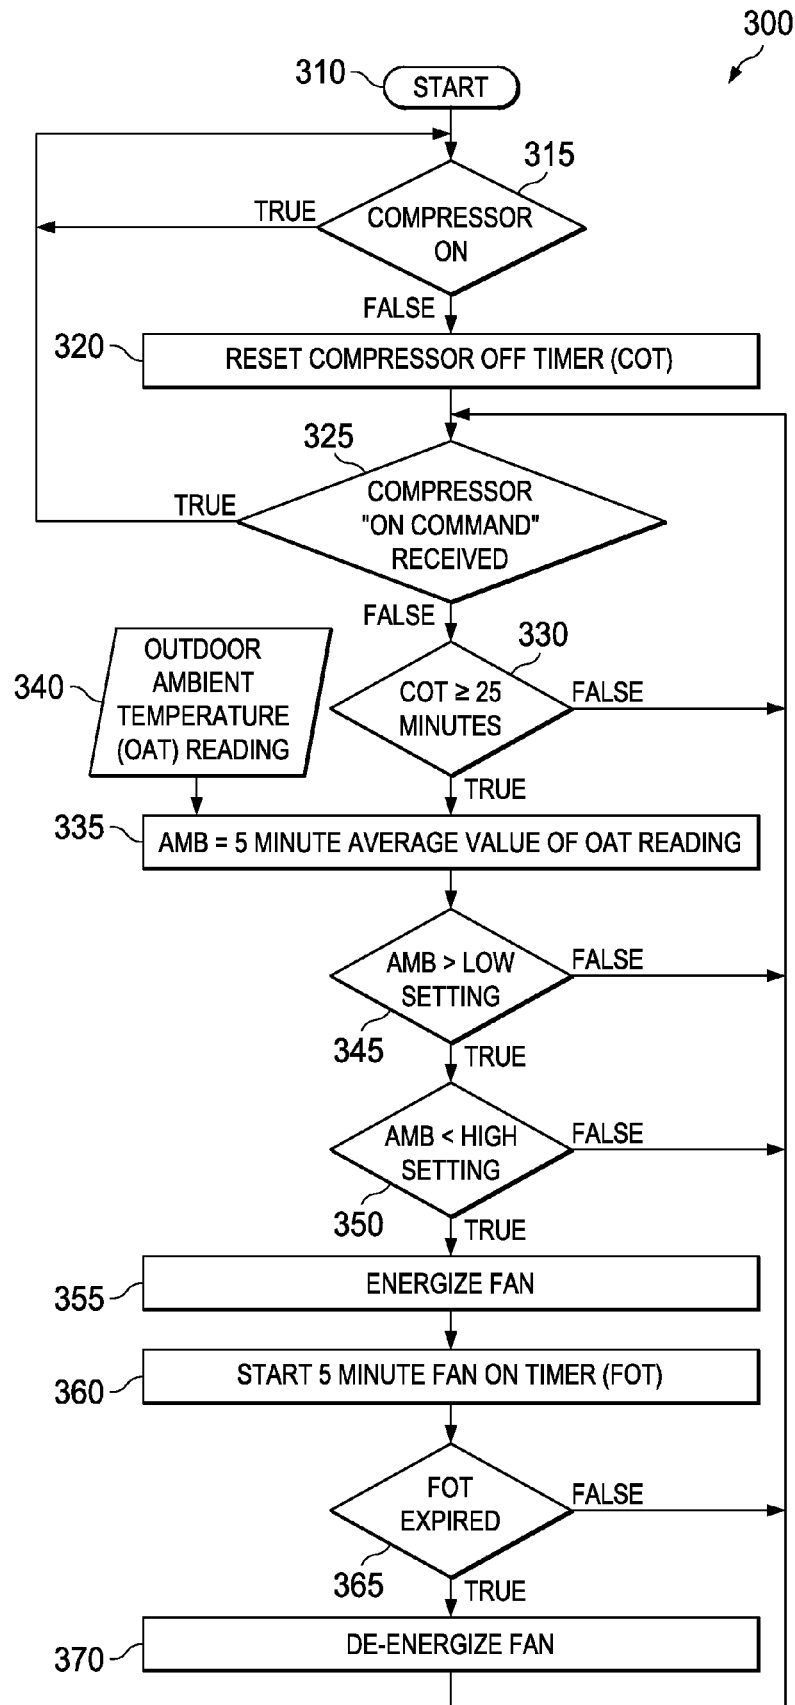 300
310
START
315
TRUE
COMPRESSOR
ON
FALSE
320
RESET COMPRESSOR OFF TIMER (COT)
325
TRUE
COMPRESSOR
"ON COMMAND"
RECEIVED
FALSE
330
340
OUTDOOR
AMBIENT
TEMPERATURE
(OAT) READING
COT ≥ 25
MINUTES
FALSE
TRUE
335
AMB = 5 MINUTE AVERAGE VALUE OF OAT READING
AMB > LOW
SETTING
FALSE
345
TRUE
AMB < HIGH
SETTING
FALSE
350
TRUE
355
ENERGIZE FAN
360
START 5 MINUTE FAN ON TIMER (FOT)
FOT
EXPIRED
FALSE
365
TRUE
370
DE-ENERGIZE FAN